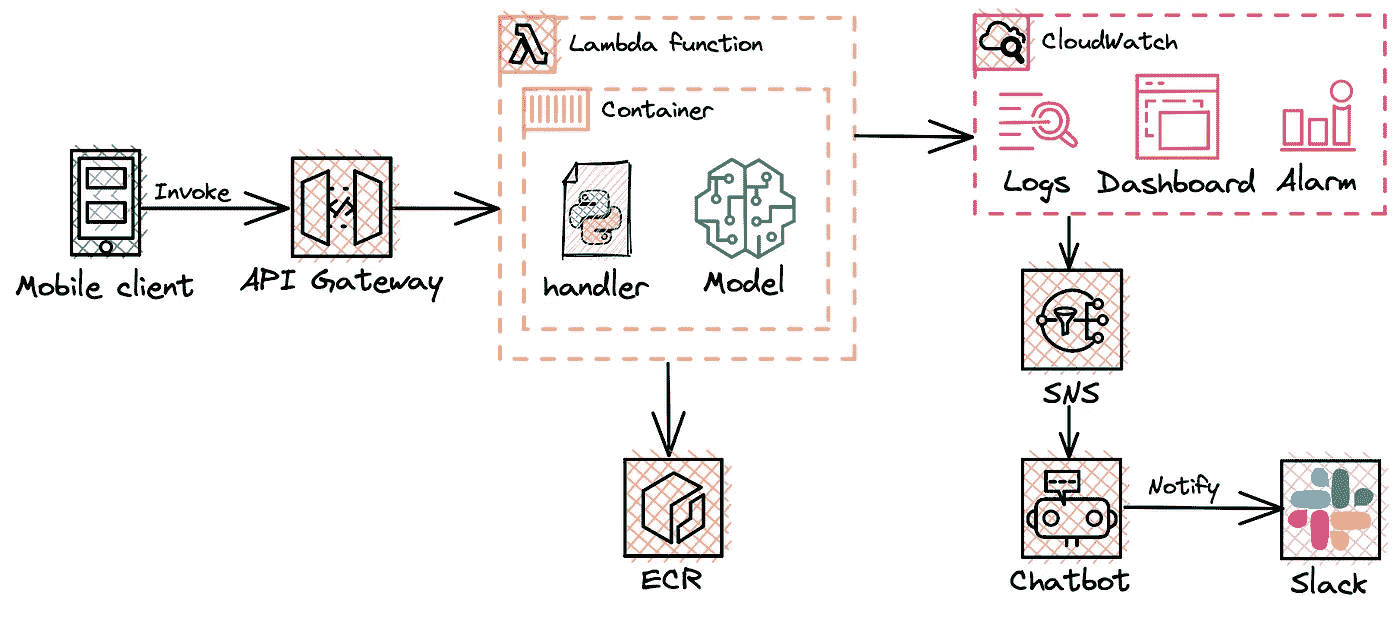 Lambda function
CloudWatch
Container
Logs
Dashboard
Alarm
Invoke
Mobile client
API Gateway
handler
Model
SNS
ECR
Chatbot
Notify
Slack